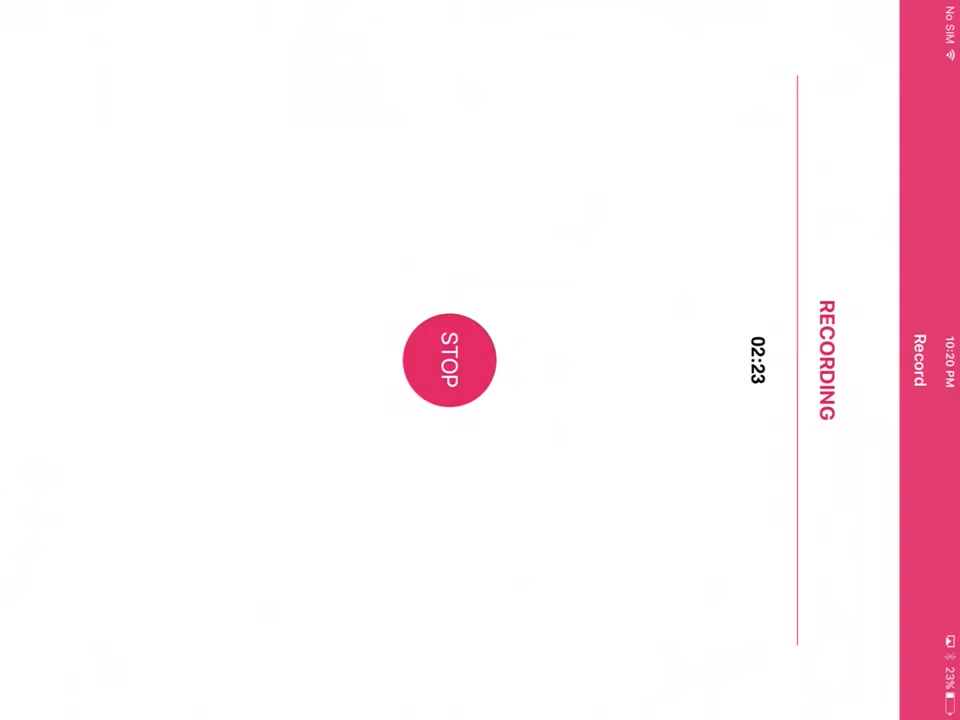 No SIM 10:20 PM 23%
Record
RECORDING
02:23
STOP